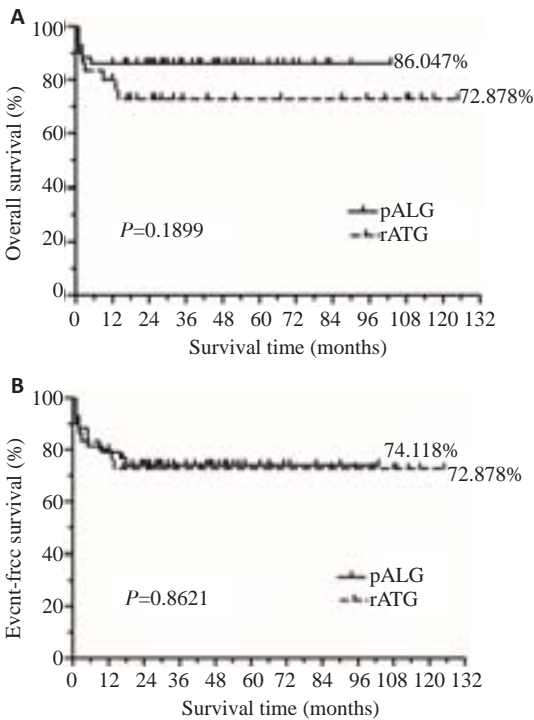 A
Overall survival (%)
100
80
60
40
20
0
86.047%
72.878%
P=0.1899
pALG
rATG
0 12 24 36 48 60 72 84 96 108 120 132
Survival time (months)
B
Evcnt-frcc survival (%)
100
80
60
40
20
0
74.118%
72.878%
P=0.8621
pALG
rATG
0 12 24 36 48 60 72 84 96 108 120 132
Survival time (months)